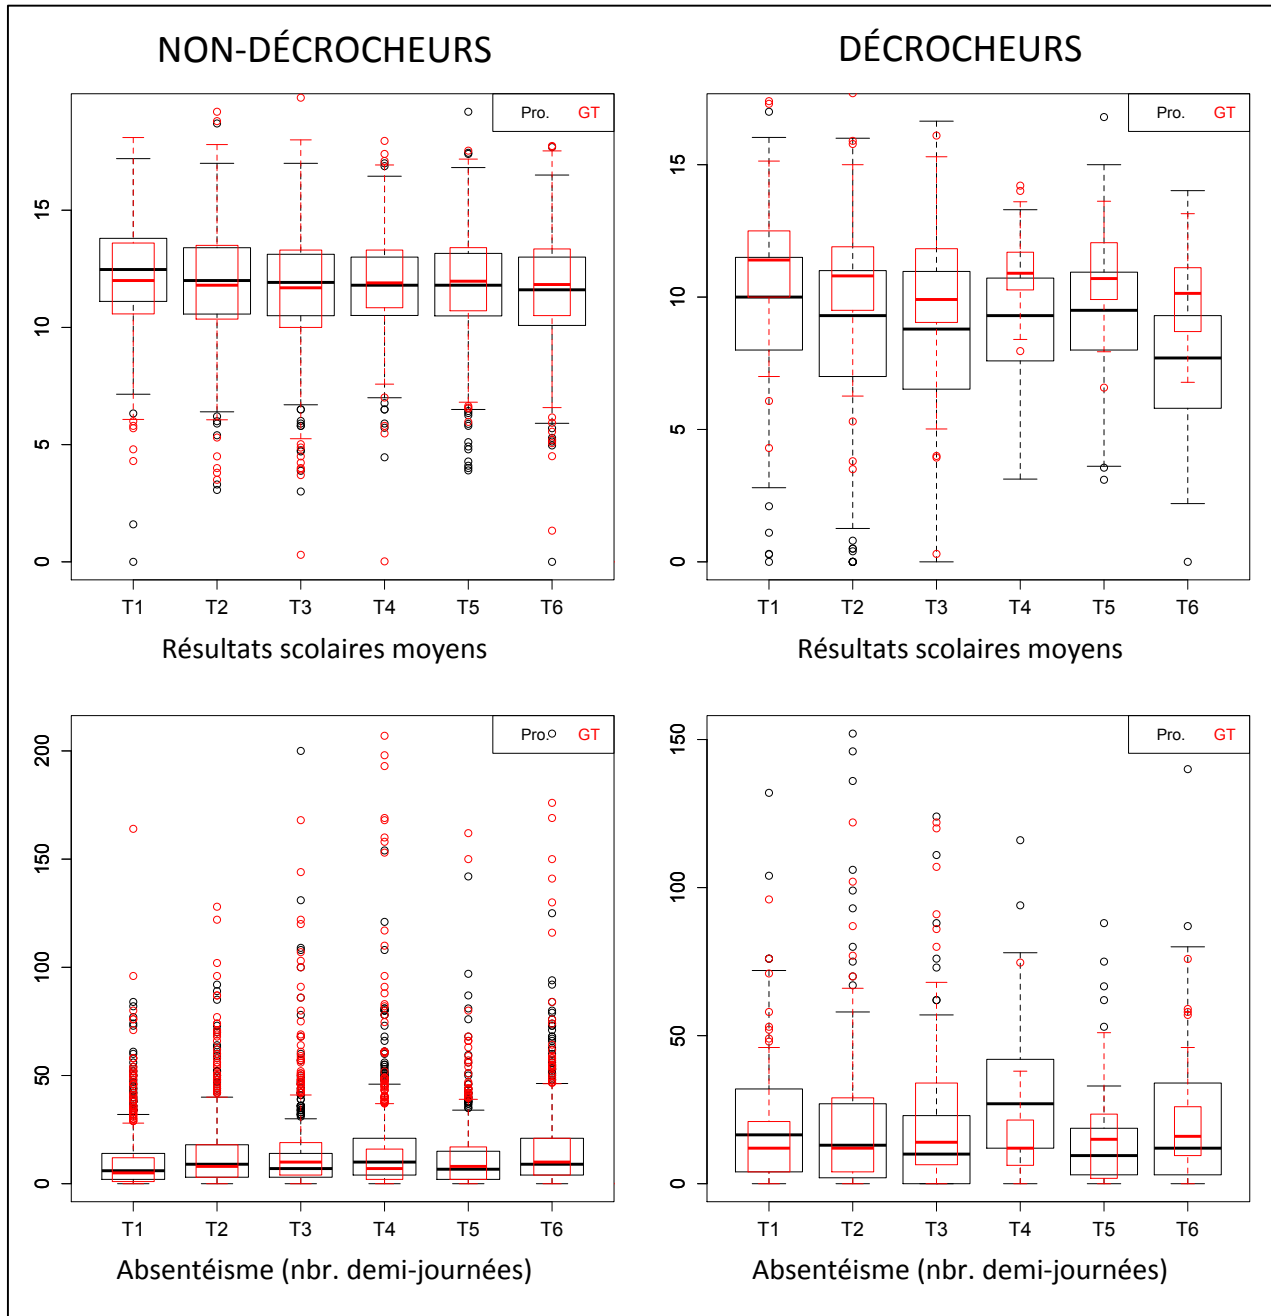 NON-DÉCROCHEURS
DÉCROCHEURS
Pro. GT
0 5 10 15
T1 T2 T3 T4 T5 T6
Résultats scolaires moyens
Pro. GT
0 5 10 15
T1 T2 T3 T4 T5 T6
Résultats scolaires moyens
Pro. GT
0 50 100 150 200
T1 T2 T3 T4 T5 T6
Absentéisme (nbr. demi-journées)
Pro. GT
0 50 100 150
T1 T2 T3 T4 T5 T6
Absentéisme (nbr. demi-journées)